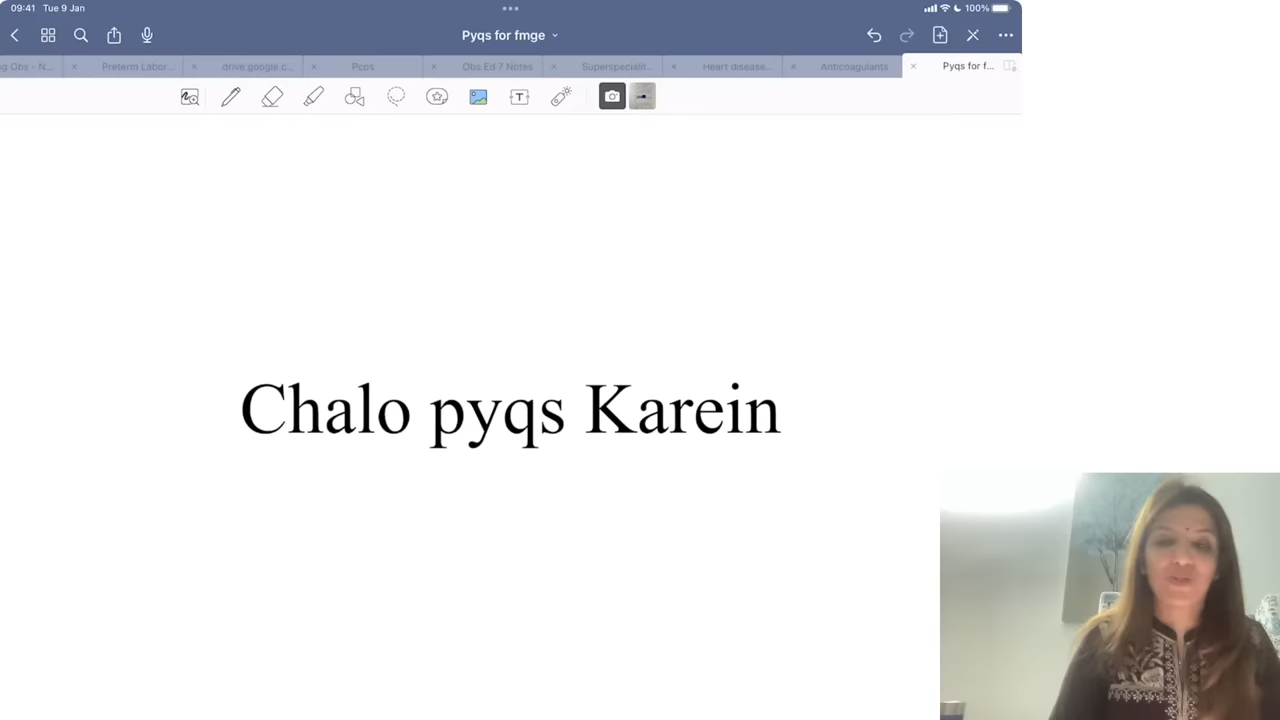 09:41 Tue 9 Jan
100%
Pyqs for fmge
g Obs - N...
Preterm Labor...
drive.google.c...
Pcos
Obs Ed 7 Notes
Superspecialit...
Heart disease...
Anticoagulants
Pyqs for f...
T
Chalo pyqs Karein